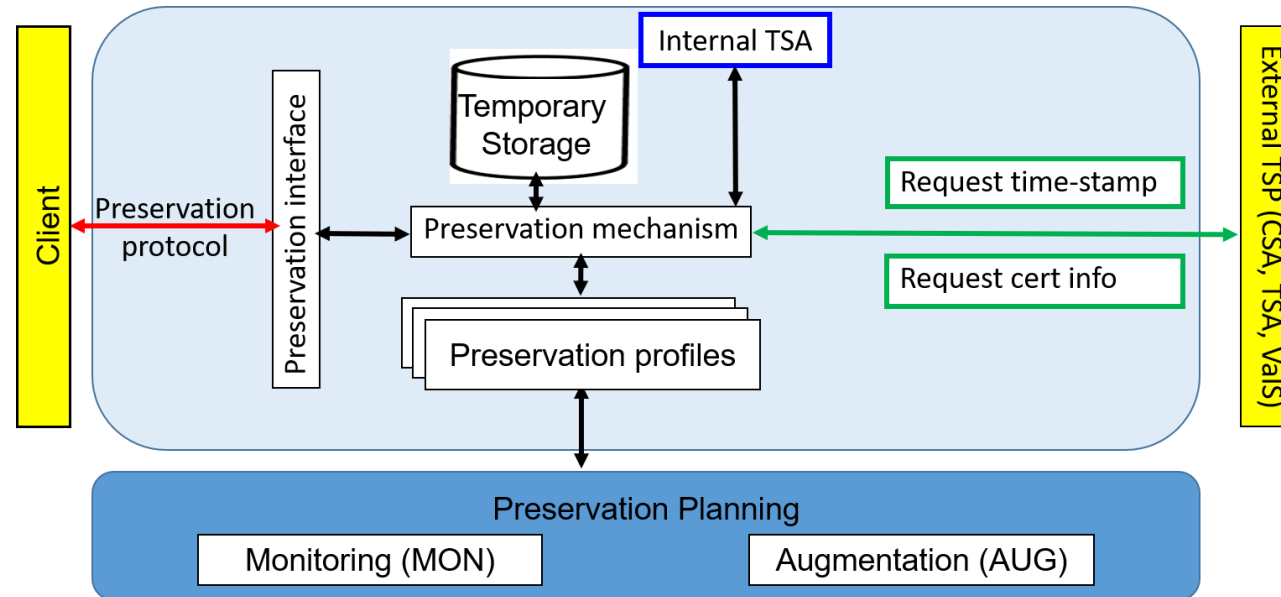 Internal TSA
Temporary
Storage
Client
Preservation
protocol
Preservation interface
Preservation mechanism
Request time-stamp
Request cert info
External TSP (CSA, TSA, ValS)
Preservation profiles
Preservation Planning
Monitoring (MON)
Augmentation (AUG)